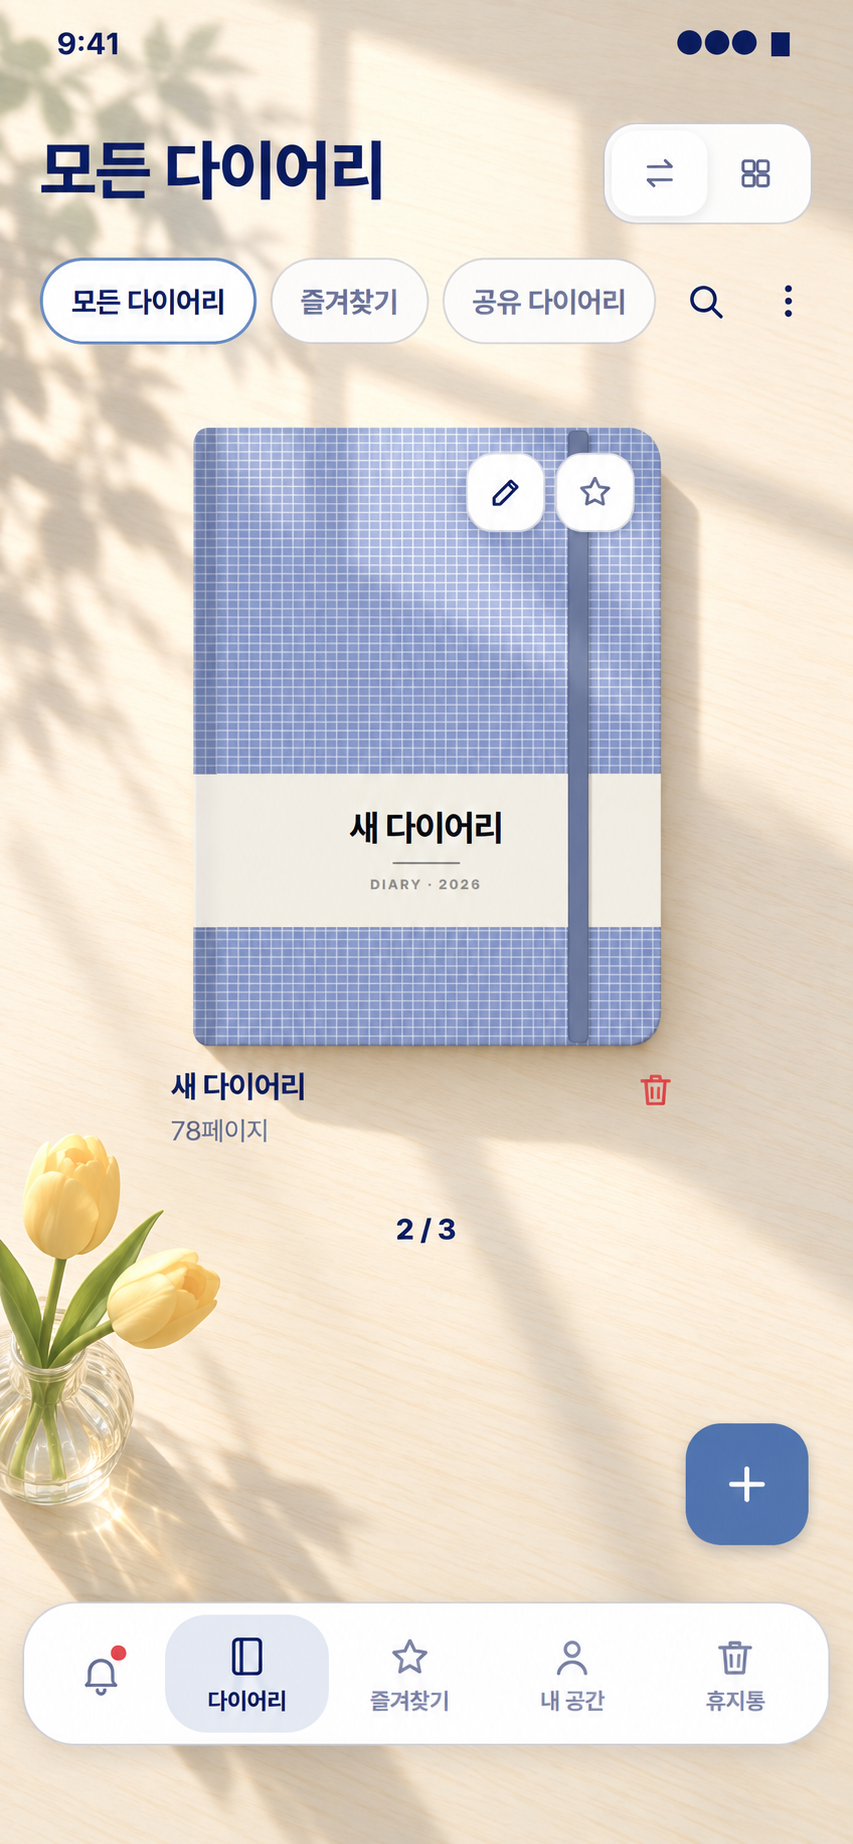 9:41
모든 다이어리
모든 다이어리
즐겨찾기
공유 다이어리
새 다이어리
DIARY · 2026
새 다이어리
78페이지
2 / 3
다이어리
즐겨찾기
내 공간
휴지통